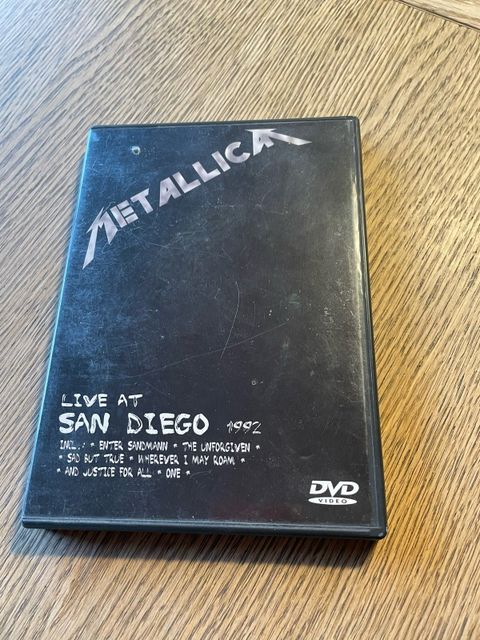 METALLICA
LIVE AT
SAN DIEGO 1992
INCL.: * ENTER SANDMANN * THE UNFORGIVEN *
* SAD BUT TRUE * WHEREVER I MAY ROAM *
* AND JUSTICE FOR ALL * ONE *
DVD
VIDEO